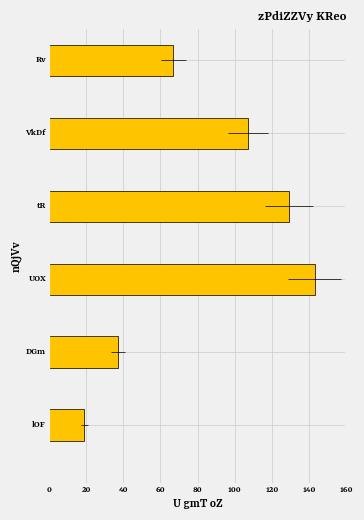 zPdiZZVy KReo
Rv
VkDf
tR
UOX
DGm
lOF
nQJVv
0 20 40 60 80 100 120 140 160
U gmT oZ